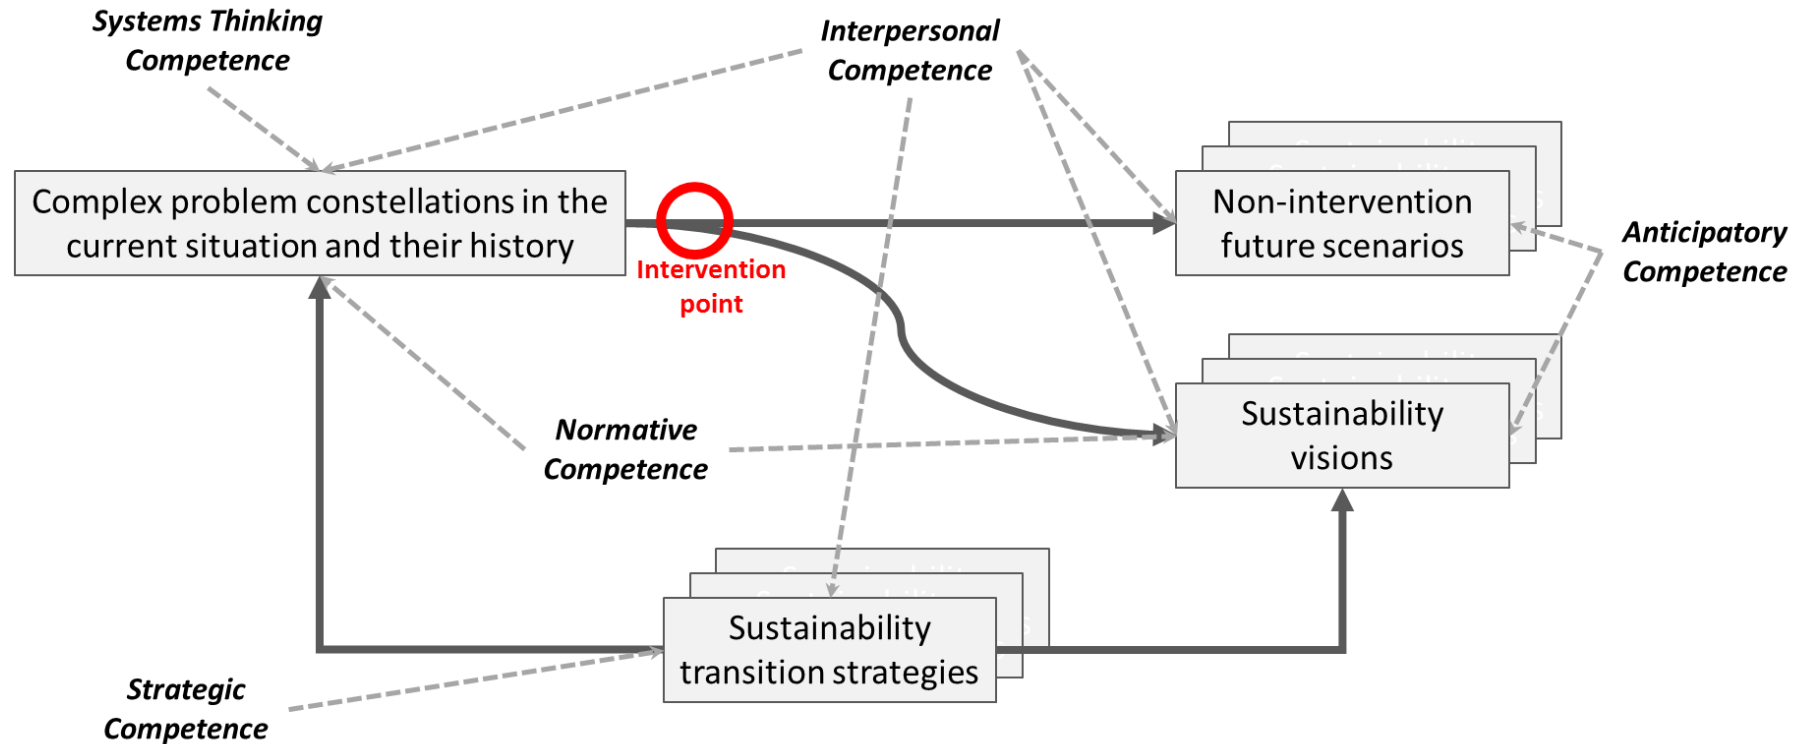 Systems Thinking
Competence
Interpersonal
Competence
Complex problem constellations in the
current situation and their history
Intervention
point
Non-intervention
future scenarios
Anticipatory
Competence
Normative
Competence
Sustainability
visions
Sustainability
transition strategies
Strategic
Competence